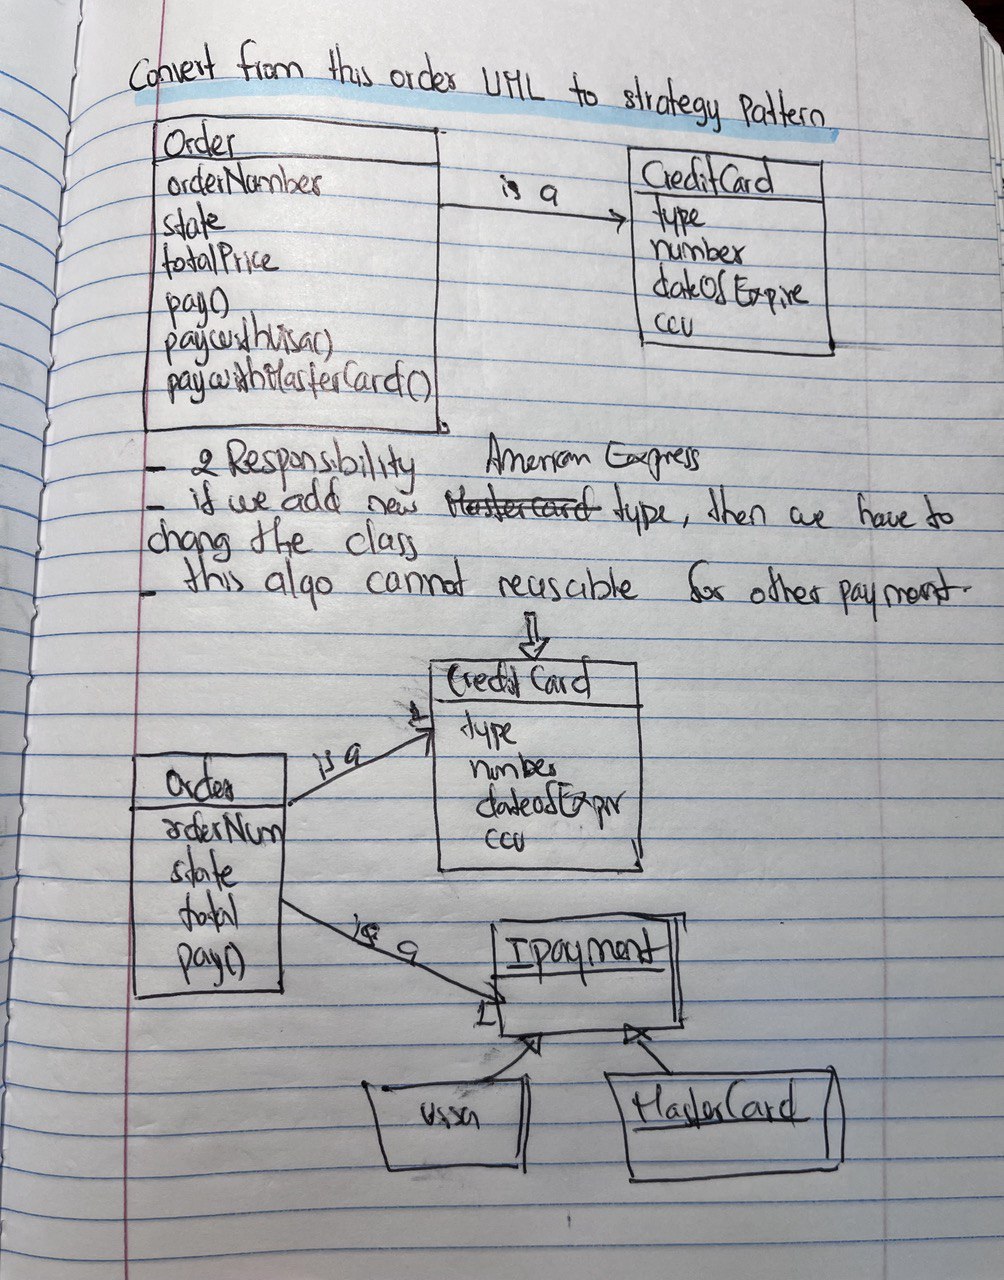 Convert from this order UML to strategy Pattern
Order
orderNumber
state
totalPrice
pay()
paywithVisa()
paywithMasterCard()
is a
CreditCard
type
number
dateOfExpire
ccv
- 2 Responsibility American Express
- if we add new Mastercard type, then we have to
chang the class
- this algo cannot reuscible for other payment.
Credit Card
type
number
dateofExpir
ccv
1
is a
Order
orderNum
state
total
pay()
is a
1
Ipayment
Visa
MasterCard